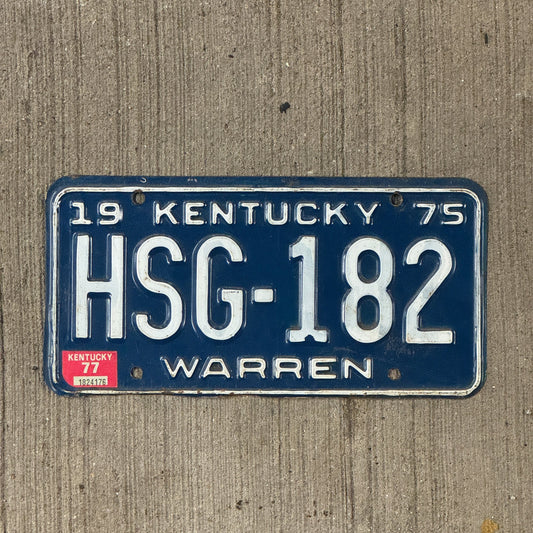 19 KENTUCKY 75
HSG-182
KENTUCKY
77
1824176
WARREN